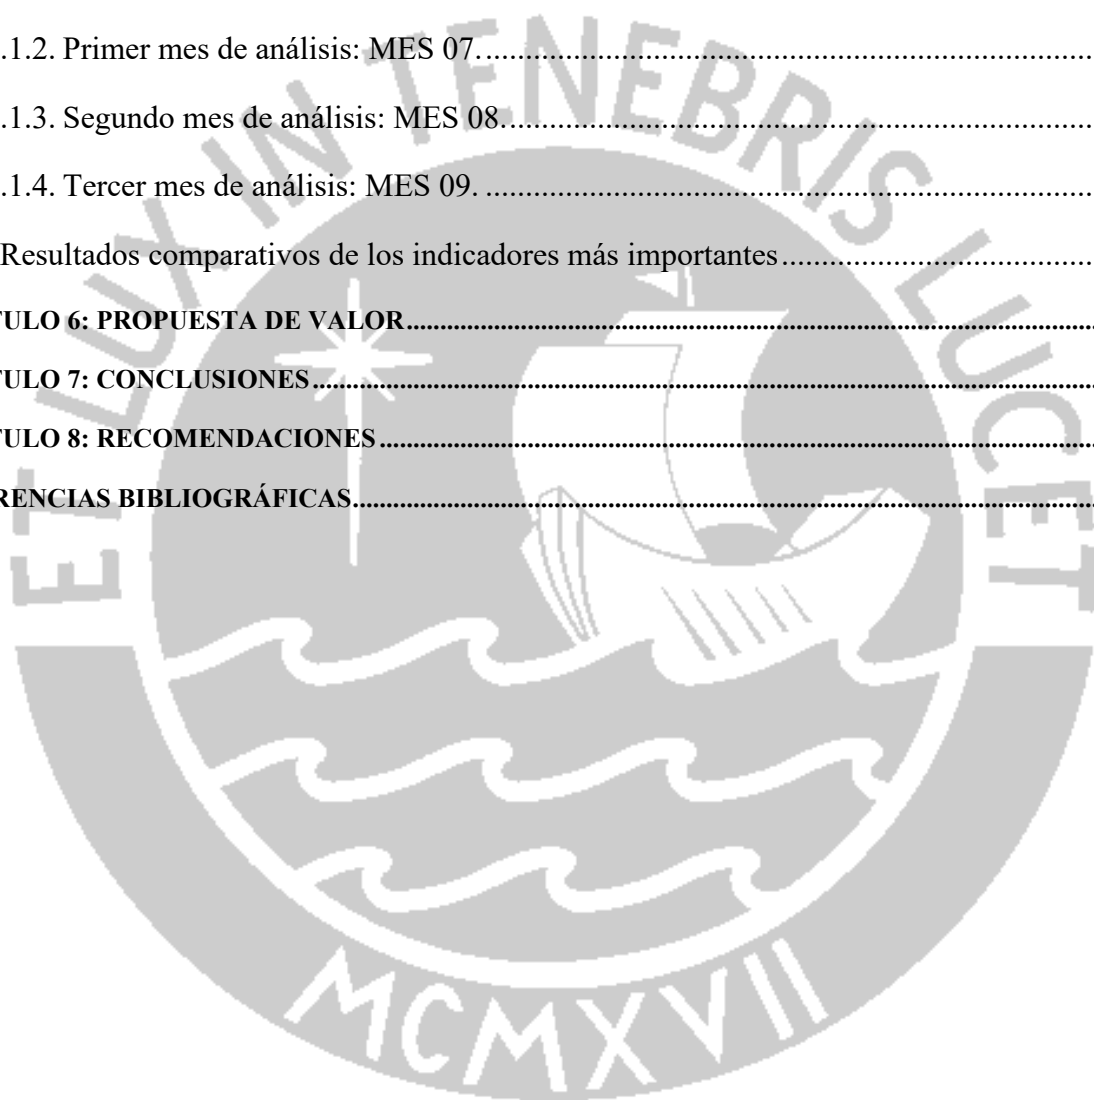 .1.2. Primer mes de análisis: MES 07.
.1.3. Segundo mes de análisis: MES 08.
.1.4. Tercer mes de análisis: MES 09.
Resultados comparativos de los indicadores más importantes
TULO 6: PROPUESTA DE VALOR
TULO 7: CONCLUSIONES
TULO 8: RECOMENDACIONES
RENCIAS BIBLIOGRÁFICAS
ET LUX IN TENEBRIS LUCET
MCMXVII